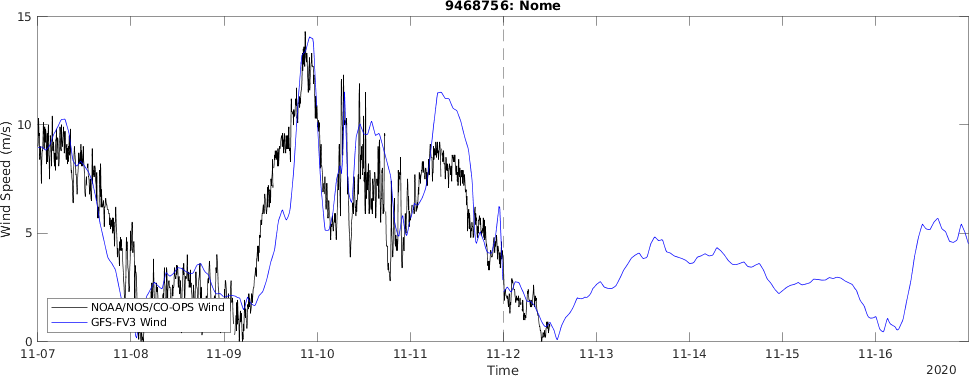 9468756: Nome
15
10
5
0
Wind Speed (m/s)
NOAA/NOS/CO-OPS Wind
GFS-FV3 Wind
11-07 11-08 11-09 11-10 11-11 11-12 11-13 11-14 11-15 11-16
Time
2020